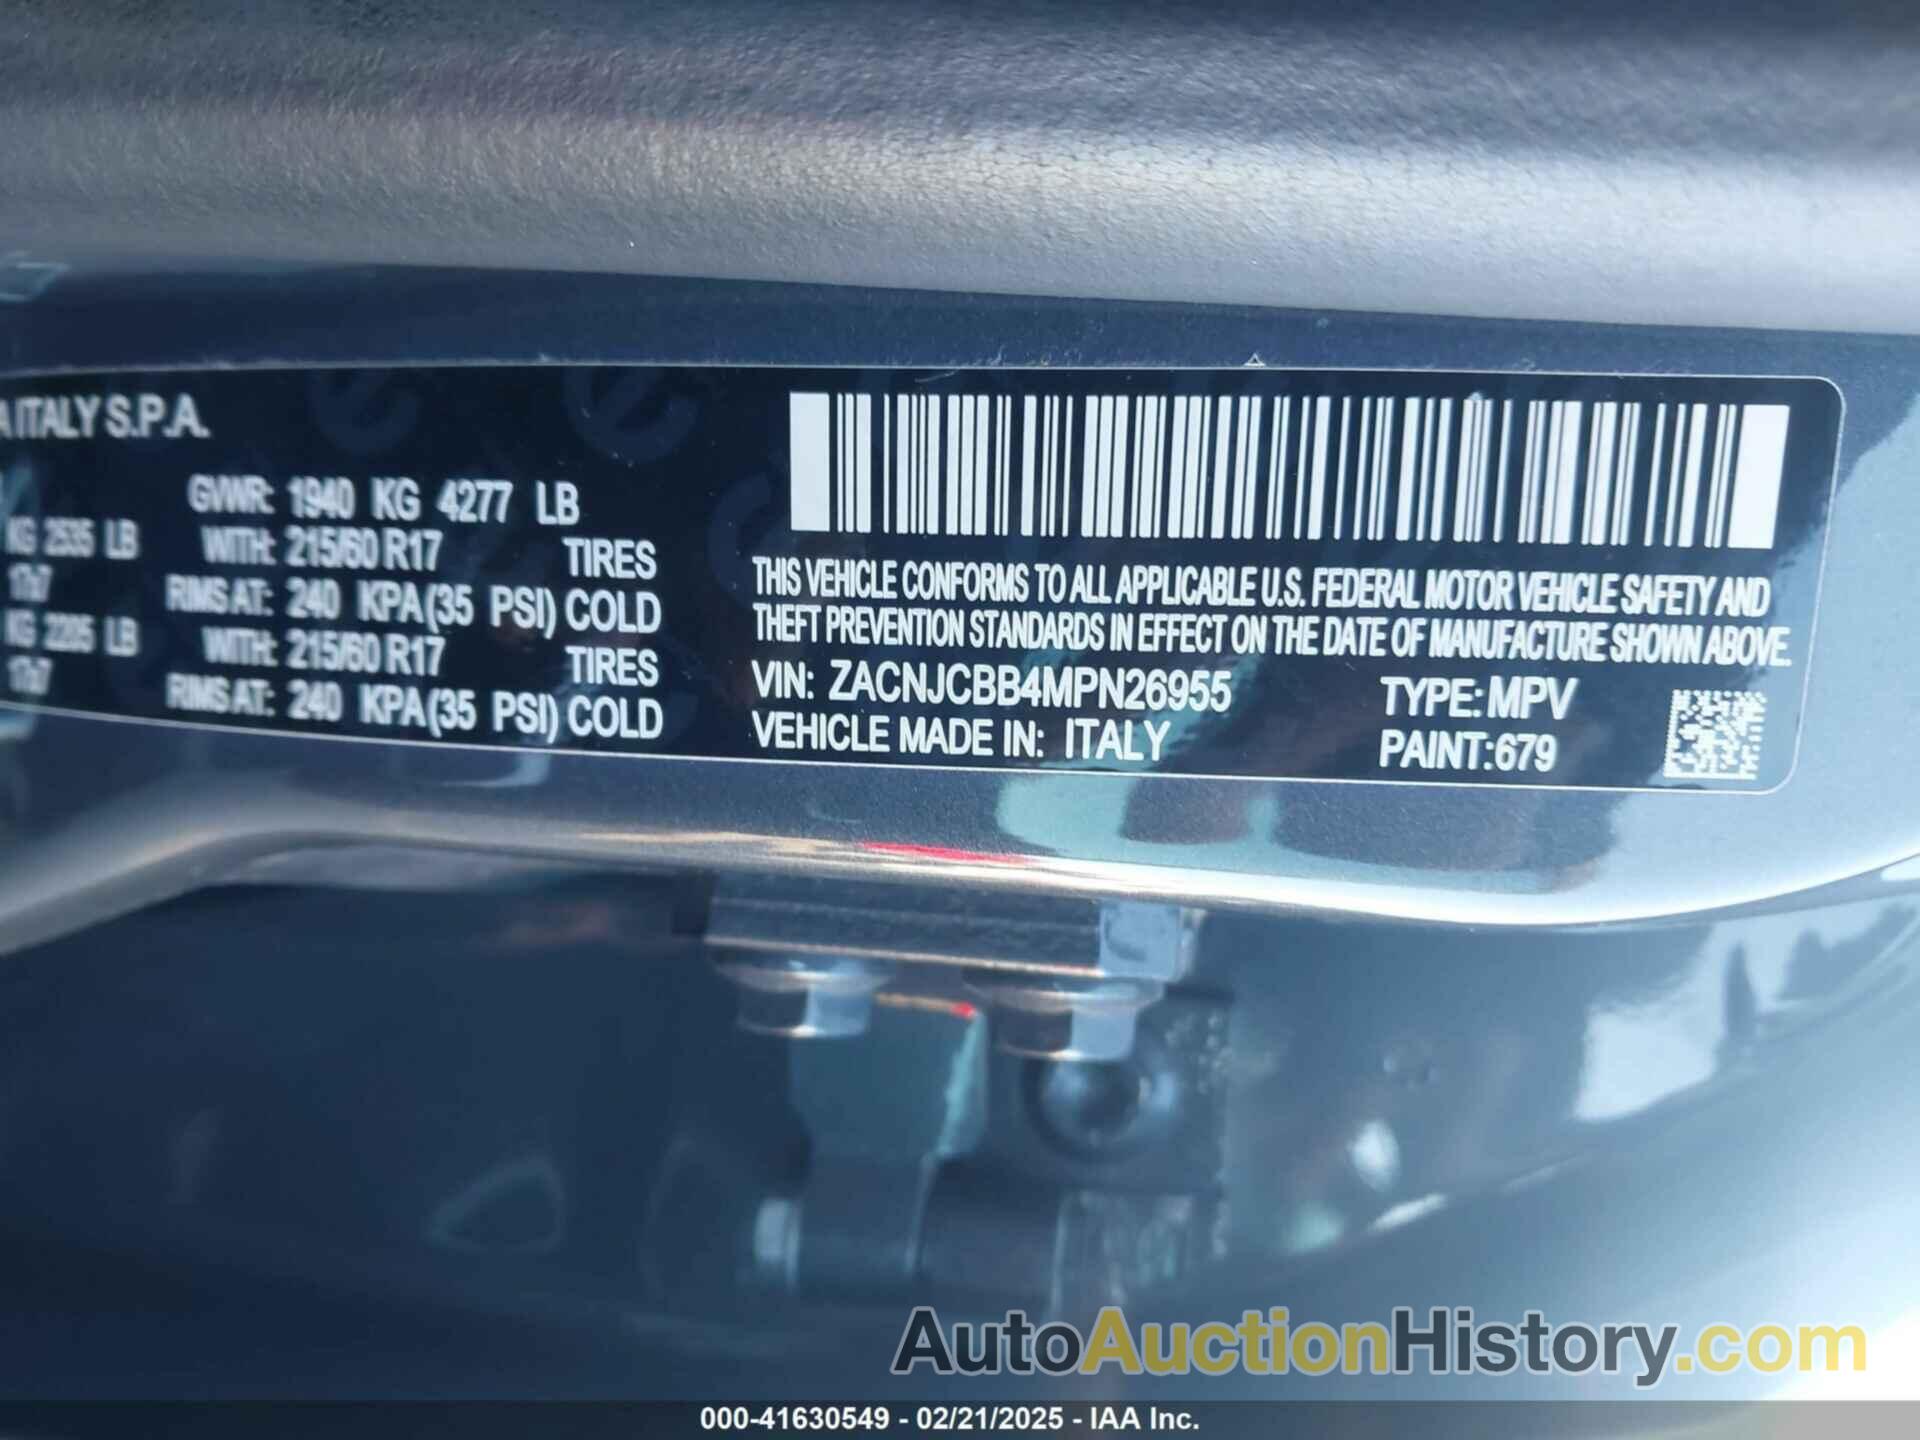 A ITALY S.P.A.
GVWR: 1940 KG 4277 LB
KG 2535 LB WITH: 215/60 R17 TIRES
17x7 RIMS AT: 240 KPA(35 PSI) COLD
KG 2205 LB WITH: 215/60 R17 TIRES
17x7 RIMS AT: 240 KPA(35 PSI) COLD
THIS VEHICLE CONFORMS TO ALL APPLICABLE U.S. FEDERAL MOTOR VEHICLE SAFETY AND
THEFT PREVENTION STANDARDS IN EFFECT ON THE DATE OF MANUFACTURE SHOWN ABOVE.
VIN: ZACNJCBB4MPN26955 TYPE: MPV
VEHICLE MADE IN: ITALY PAINT:679
AutoAuctionHistory.com
000-41630549 - 02/21/2025 - IAA Inc.